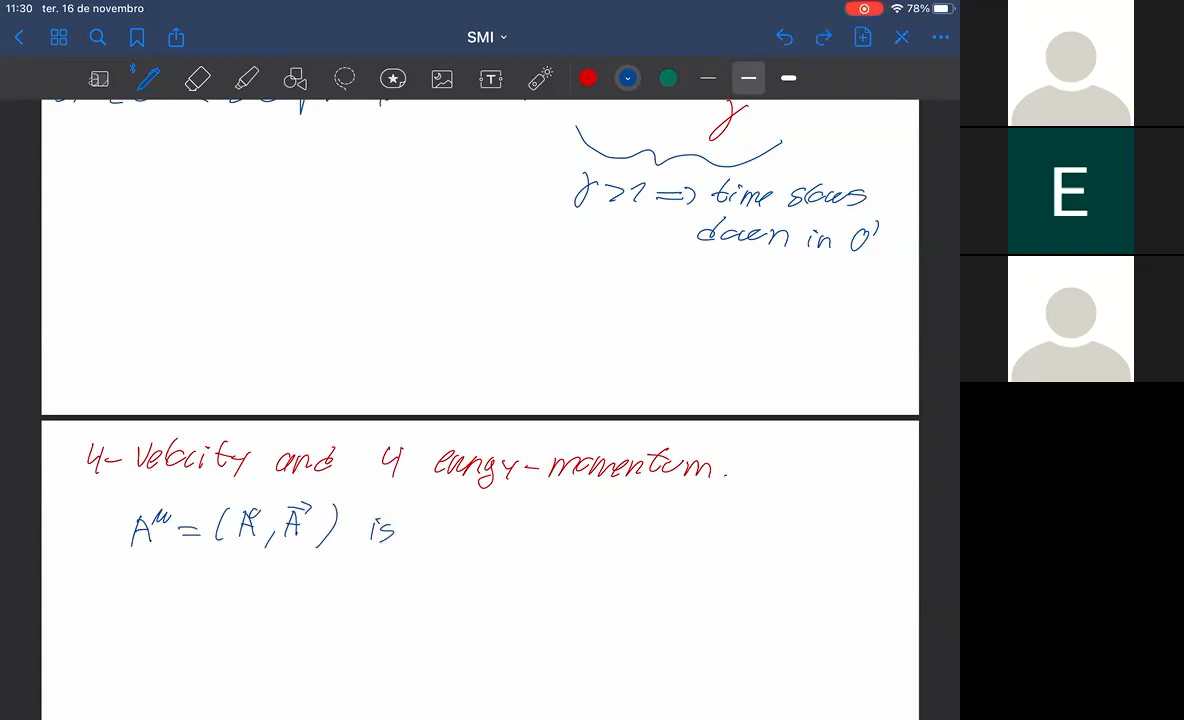 11:30 ter. 16 de novembro
78%
SMI
T
γ
γ > 1 => time slows
down in O'
E
4-velocity and 4 energy-momentum.
A^μ = (A⁰, A⃗) is